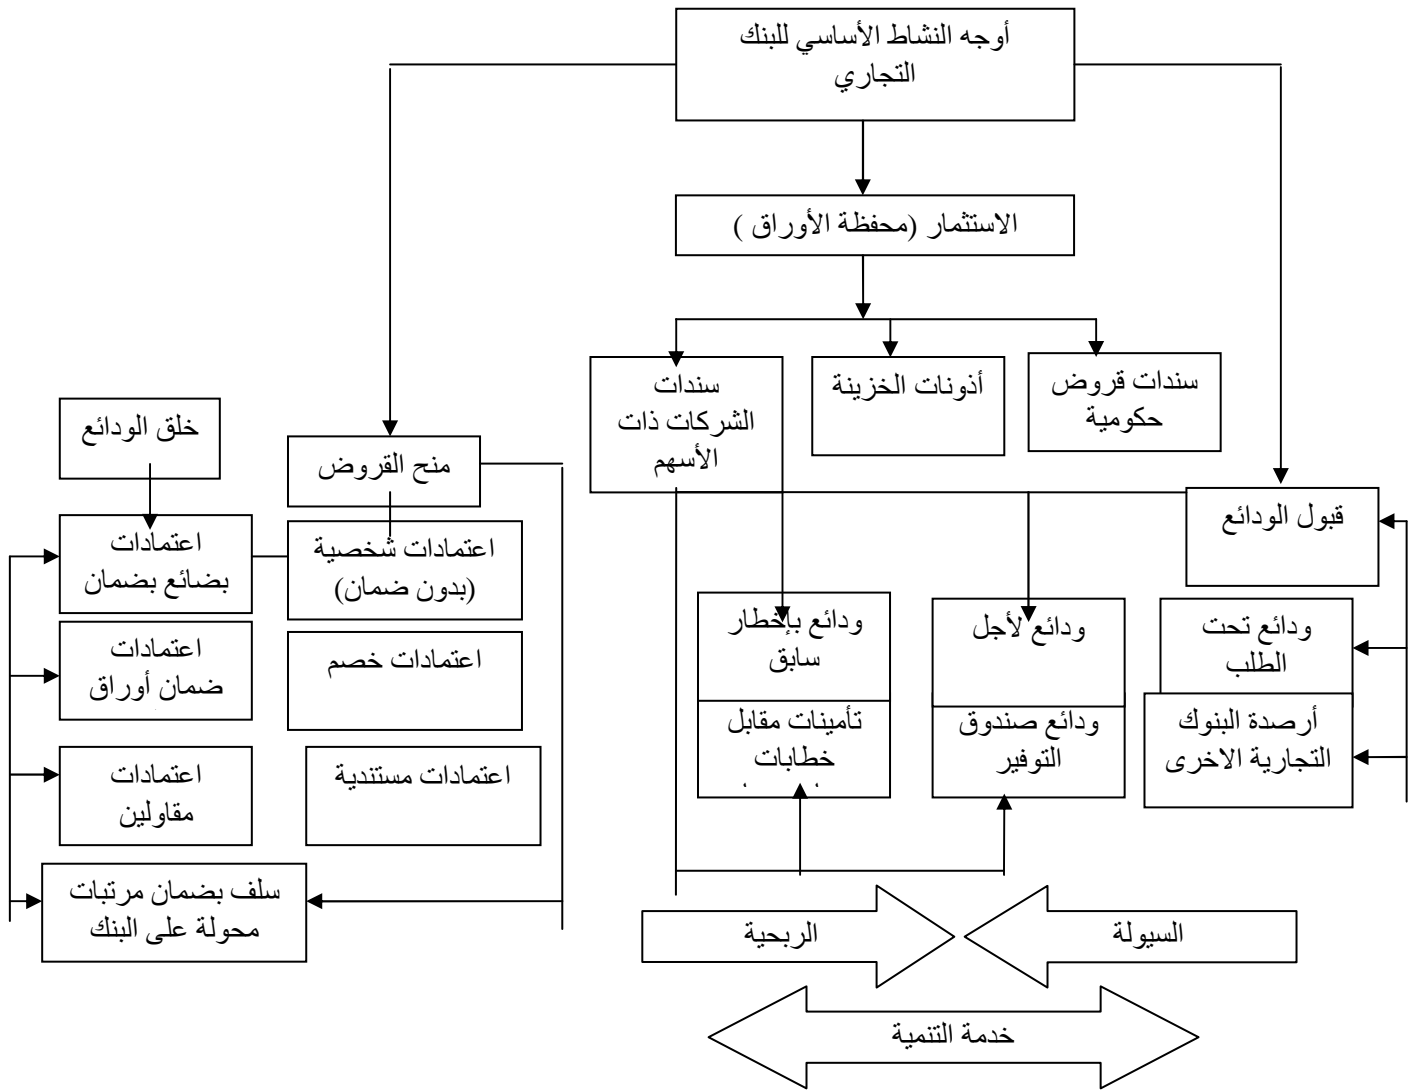 أوجه النشاط الأساسي للبنك
التجاري
الاستثمار (محفظة الأوراق )
سندات قروض
حكومية
أذونات الخزينة
سندات
الشركات ذات
الأسهم
خلق الودائع
منح القروض
قبول الودائع
اعتمادات شخصية
(بدون ضمان)
اعتمادات
بضائع بضمان
ودائع تحت
الطلب
ودائع لأجل
ودائع بإخطار
سابق
اعتمادات خصم
اعتمادات
ضمان أوراق
أرصدة البنوك
التجارية الاخرى
ودائع صندوق
التوفير
تأمينات مقابل
خطابات
اعتمادات مستندية
اعتمادات
مقاولين
سلف بضمان مرتبات
محولة على البنك
السيولة
الربحية
خدمة التنمية